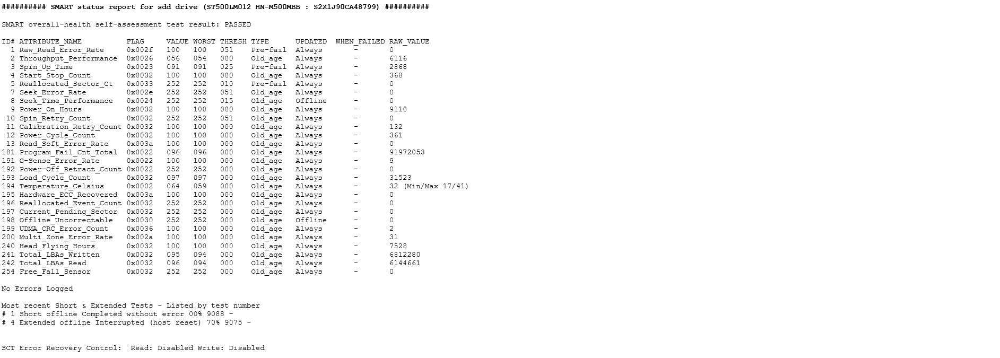 ########## SMART status report for sdd drive (ST500LM012 HN-M500MBB : S2X1J90CA48799) ##########
SMART overall-health self-assessment test result: PASSED
ID# ATTRIBUTE_NAME          FLAG     VALUE WORST THRESH TYPE      UPDATED  WHEN_FAILED RAW_VALUE
  1 Raw_Read_Error_Rate     0x002f   100   100   051    Pre-fail  Always       -       0
  2 Throughput_Performance  0x0026   056   054   000    Old_age   Always       -       6116
  3 Spin_Up_Time            0x0023   091   091   025    Pre-fail  Always       -       2868
  4 Start_Stop_Count        0x0032   100   100   000    Old_age   Always       -       368
  5 Reallocated_Sector_Ct   0x0033   252   252   010    Pre-fail  Always       -       0
  7 Seek_Error_Rate         0x002e   252   252   051    Old_age   Always       -       0
  8 Seek_Time_Performance   0x0024   252   252   015    Old_age   Offline      -       0
  9 Power_On_Hours          0x0032   100   100   000    Old_age   Always       -       9110
 10 Spin_Retry_Count        0x0032   252   252   051    Old_age   Always       -       0
 11 Calibration_Retry_Count 0x0032   100   100   000    Old_age   Always       -       132
 12 Power_Cycle_Count       0x0032   100   100   000    Old_age   Always       -       361
 13 Read_Soft_Error_Rate    0x003a   100   100   000    Old_age   Always       -       0
181 Program_Fail_Cnt_Total  0x0022   096   096   000    Old_age   Always       -       91972053
191 G-Sense_Error_Rate      0x0022   100   100   000    Old_age   Always       -       9
192 Power-Off_Retract_Count 0x0022   252   252   000    Old_age   Always       -       0
193 Load_Cycle_Count        0x0032   097   097   000    Old_age   Always       -       31523
194 Temperature_Celsius     0x0002   064   059   000    Old_age   Always       -       32 (Min/Max 17/41)
195 Hardware_ECC_Recovered  0x003a   100   100   000    Old_age   Always       -       0
196 Reallocated_Event_Count 0x0032   252   252   000    Old_age   Always       -       0
197 Current_Pending_Sector  0x0032   252   252   000    Old_age   Always       -       0
198 Offline_Uncorrectable   0x0030   252   252   000    Old_age   Offline      -       0
199 UDMA_CRC_Error_Count    0x0036   100   100   000    Old_age   Always       -       2
200 Multi_Zone_Error_Rate   0x002a   100   100   000    Old_age   Always       -       31
240 Head_Flying_Hours       0x0032   100   100   000    Old_age   Always       -       7528
241 Total_LBAs_Written      0x0032   095   094   000    Old_age   Always       -       6812280
242 Total_LBAs_Read         0x0032   096   094   000    Old_age   Always       -       6144661
254 Free_Fall_Sensor        0x0032   252   252   000    Old_age   Always       -       0
No Errors Logged
Most recent Short & Extended Tests - Listed by test number
# 1 Short offline Completed without error 00% 9088 -
# 4 Extended offline Interrupted (host reset) 70% 9075 -
SCT Error Recovery Control:  Read: Disabled Write: Disabled